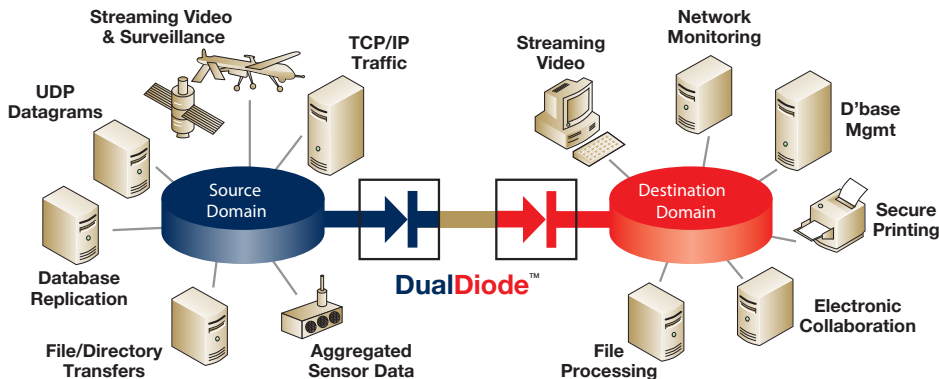 Streaming Video
& Surveillance
TCP/IP
Traffic
UDP
Datagrams
Source
Domain
Database
Replication
File/Directory
Transfers
Aggregated
Sensor Data
DualDiode™
Streaming
Video
Network
Monitoring
D'base
Mgmt
Destination
Domain
Secure
Printing
Electronic
Collaboration
File
Processing